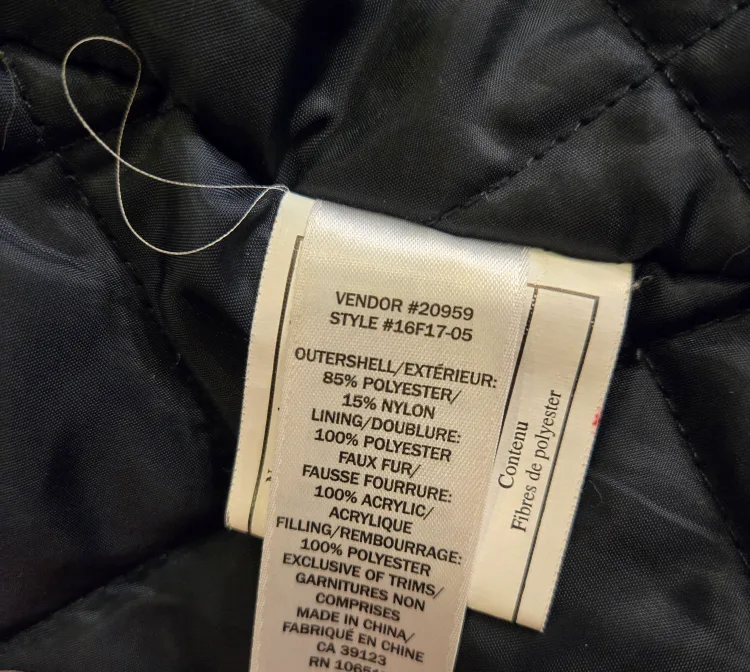 VENDOR #20959
STYLE #16F17-05
OUTERSHELL/EXTÉRIEUR:
85% POLYESTER/
15% NYLON
LINING/DOUBLURE:
100% POLYESTER
FAUX FUR/
FAUSSE FOURRURE:
100% ACRYLIC/
ACRYLIQUE
FILLING/REMBOURRAGE:
100% POLYESTER
EXCLUSIVE OF TRIMS/
GARNITURES NON
COMPRISES
MADE IN CHINA/
FABRIQUÉ EN CHINE
CA 39123
RN
Contenu
Fibres de polyester